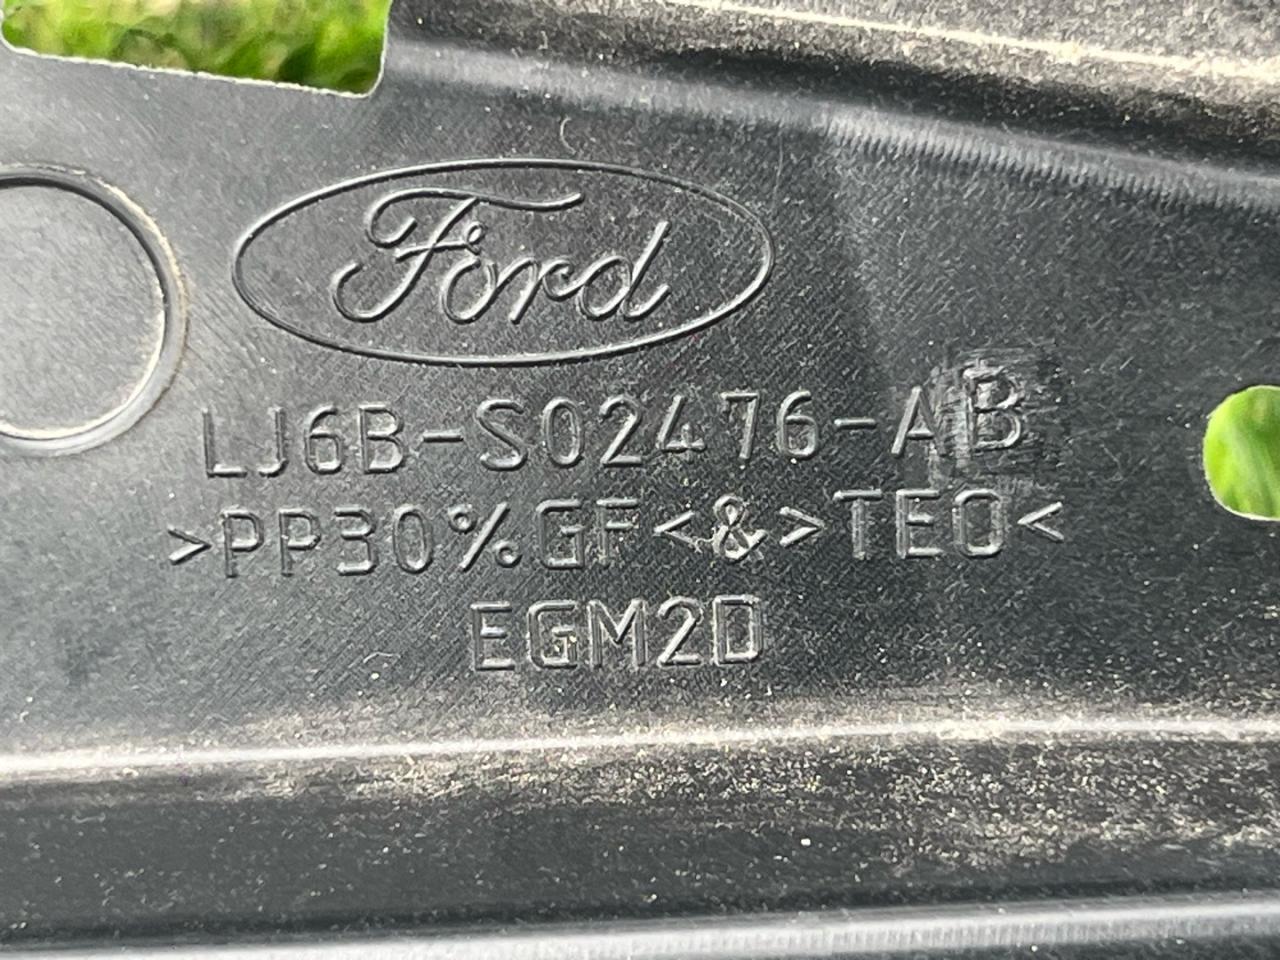 Ford
LJ6B-S02476-AB
>PP30%GF<&>TEO<
EGM2D